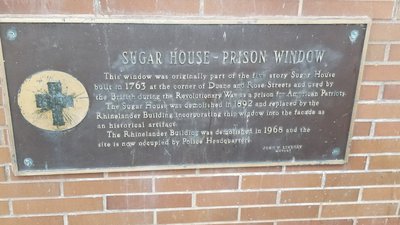 SUGAR HOUSE - PRISON WINDOW
This window was originally part of the five story Sugar House
built in 1763 at the corner of Duane and Rose Streets and used by
the British during the Revolutionary War as a prison for American Patriots.
The Sugar House was demolished in 1892 and replaced by the
Rhinelander Building incorporating this window into the facade as
an historical artifact.
The Rhinelander Building was demolished in 1968 and the
site is now occupied by Police Headquarters.
JOHN V. LINDSAY
MAYOR